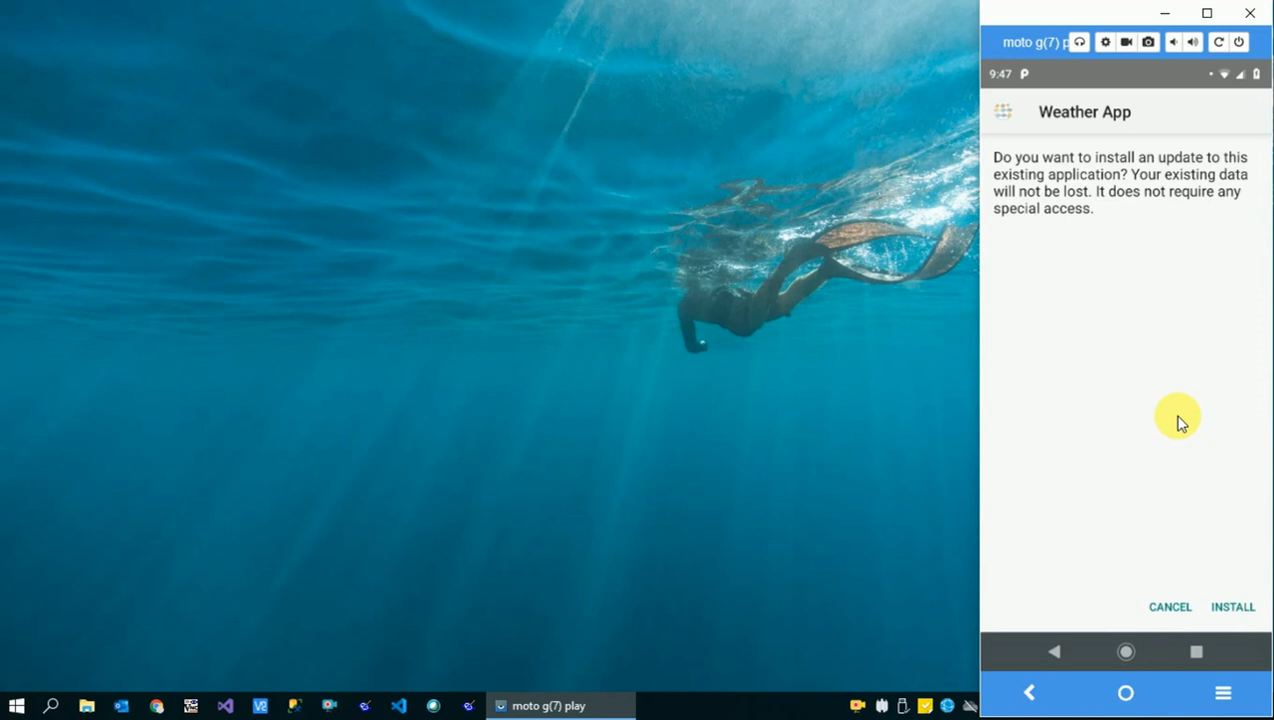 moto g(7) p
9:47
Weather App
Do you want to install an update to this
existing application? Your existing data
will not be lost. It does not require any
special access.
CANCEL INSTALL
moto g(7) play